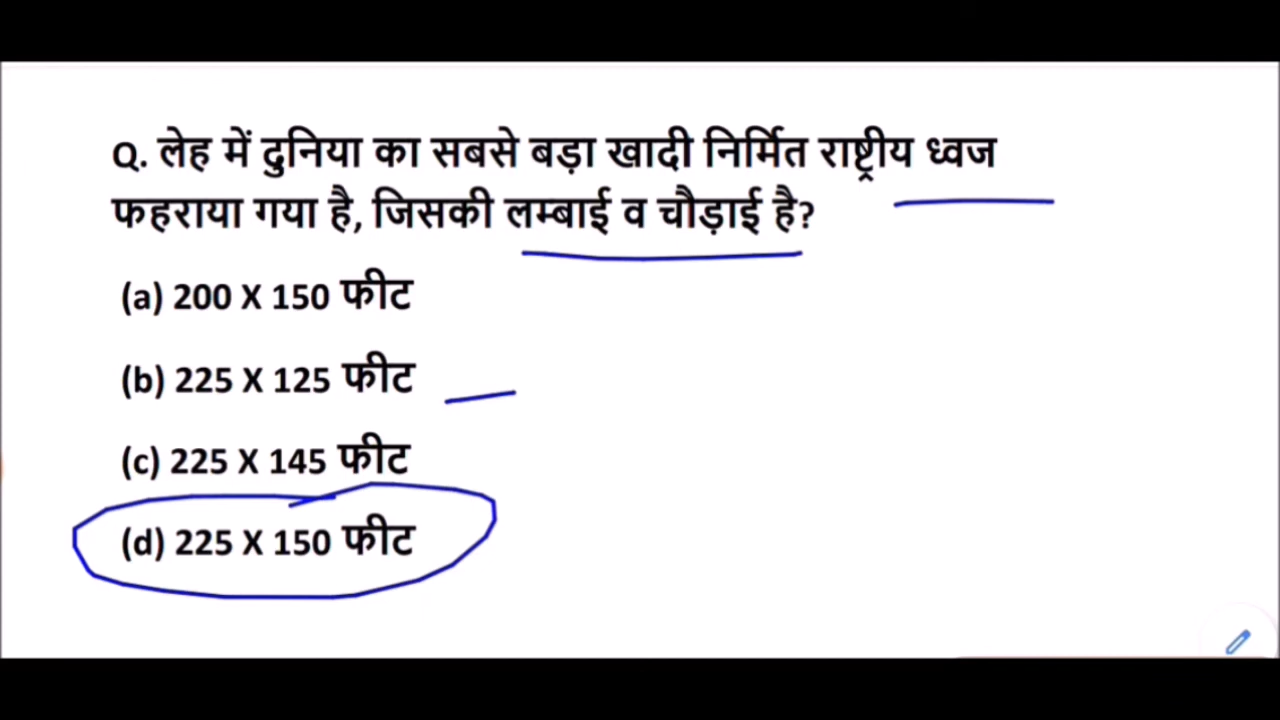 Q. लेह में दुनिया का सबसे बड़ा खादी निर्मित राष्ट्रीय ध्वज
फहराया गया है, जिसकी लम्बाई व चौड़ाई है?
(a) 200 X 150 फीट
(b) 225 X 125 फीट
(c) 225 X 145 फीट
(d) 225 X 150 फीट